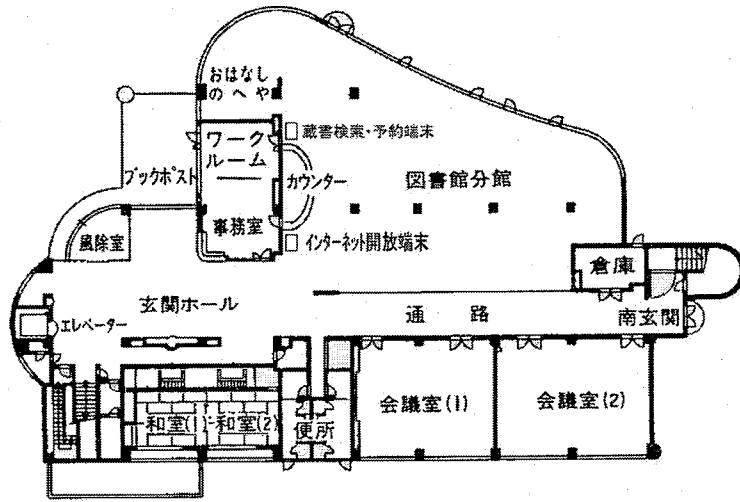 おはなし
のへや
ワーク
ルーム
蔵書検索・予約端末
ブックポスト
カウンター
図書館分館
風除室
事務室
インターネット開放端末
倉庫
玄関ホール
エレベーター
通路
南玄関
和室(1)
和室(2)
便所
会議室(1)
会議室(2)